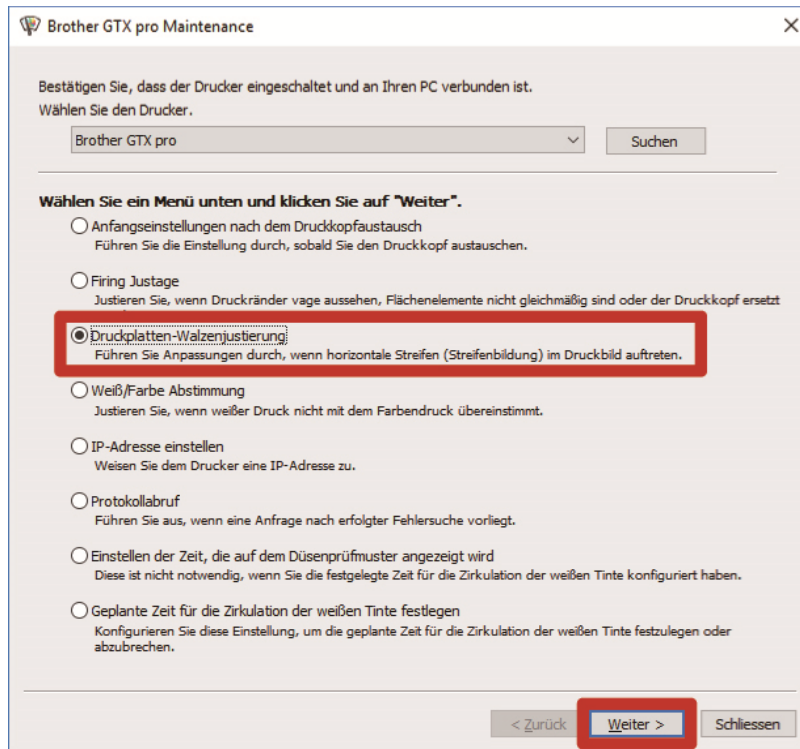 Brother GTX pro Maintenance
Bestätigen Sie, dass der Drucker eingeschaltet und an Ihren PC verbunden ist.
Wählen Sie den Drucker.
Brother GTX pro
Suchen
Wählen Sie ein Menü unten und klicken Sie auf "Weiter".
Anfangseinstellungen nach dem Druckkopfaustausch
Führen Sie die Einstellung durch, sobald Sie den Druckkopf austauschen.
Firing Justage
Justieren Sie, wenn Druckränder vage aussehen, Flächenelemente nicht gleichmäßig sind oder der Druckkopf ersetzt
Druckplatten-Walzenjustierung
Führen Sie Anpassungen durch, wenn horizontale Streifen (Streifenbildung) im Druckbild auftreten.
Weiß/Farbe Abstimmung
Justieren Sie, wenn weißer Druck nicht mit dem Farbendruck übereinstimmt.
IP-Adresse einstellen
Weisen Sie dem Drucker eine IP-Adresse zu.
Protokollabruf
Führen Sie aus, wenn eine Anfrage nach erfolgter Fehlersuche vorliegt.
Einstellen der Zeit, die auf dem Düsenprüfmuster angezeigt wird
Diese ist nicht notwendig, wenn Sie die festgelegte Zeit für die Zirkulation der weißen Tinte konfiguriert haben.
Geplante Zeit für die Zirkulation der weißen Tinte festlegen
Konfigurieren Sie diese Einstellung, um die geplante Zeit für die Zirkulation der weißen Tinte festzulegen oder
abzubrechen.
< Zurück
Weiter >
Schliessen